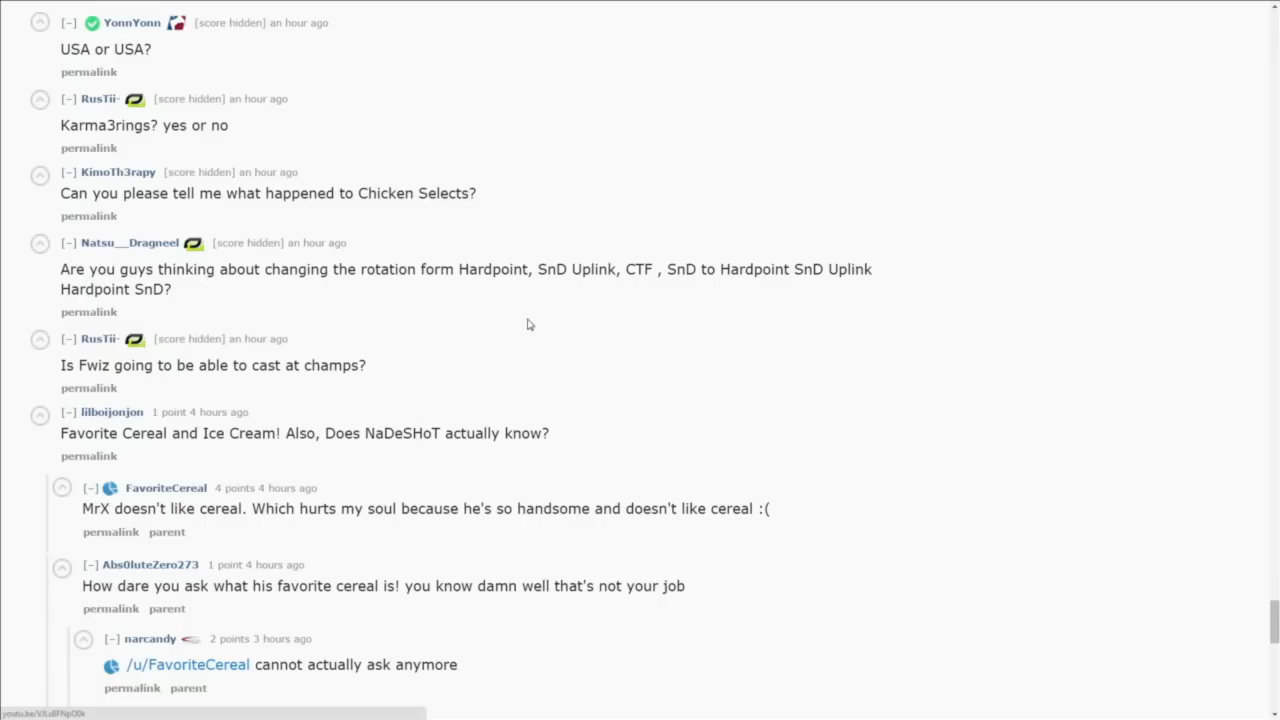 [-] YonnYonn [score hidden] an hour ago
USA or USA?
permalink
[-] RusTii- [score hidden] an hour ago
Karma3rings? yes or no
permalink
[-] KimoTh3rapy [score hidden] an hour ago
Can you please tell me what happened to Chicken Selects?
permalink
[-] Natsu__Dragneel [score hidden] an hour ago
Are you guys thinking about changing the rotation form Hardpoint, SnD Uplink, CTF , SnD to Hardpoint SnD Uplink
Hardpoint SnD?
permalink
[-] RusTii- [score hidden] an hour ago
Is Fwiz going to be able to cast at champs?
permalink
[-] lilboijonjon 1 point 4 hours ago
Favorite Cereal and Ice Cream! Also, Does NaDeSHoT actually know?
permalink
[-] FavoriteCereal 4 points 4 hours ago
MrX doesn't like cereal. Which hurts my soul because he's so handsome and doesn't like cereal :(
permalink parent
[-] Abs0luteZero273 1 point 4 hours ago
How dare you ask what his favorite cereal is! you know damn well that's not your job
permalink parent
[-] narcandy 2 points 3 hours ago
/u/FavoriteCereal cannot actually ask anymore
permalink parent